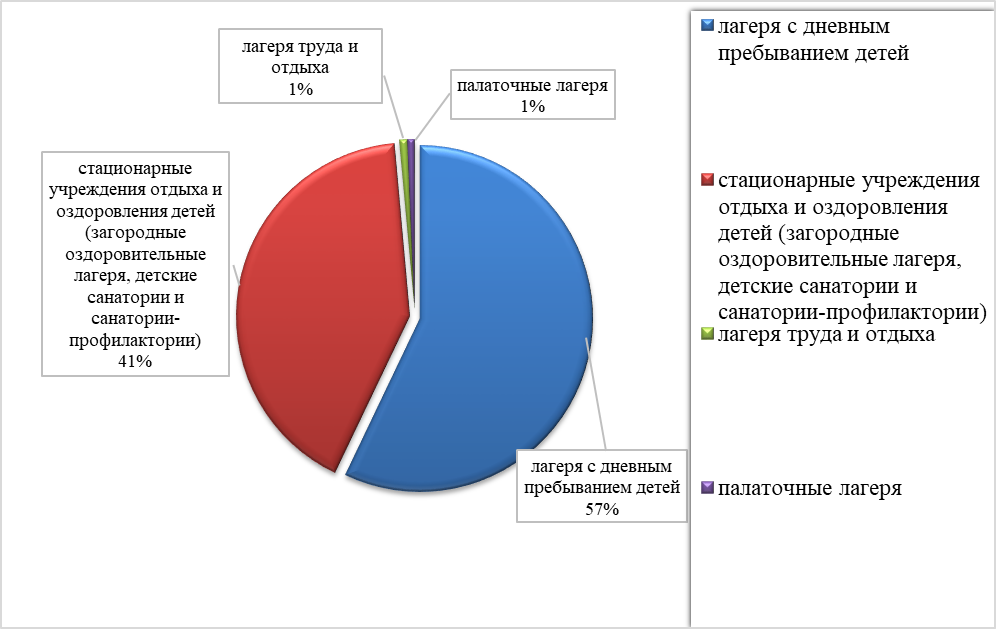 лагеря труда и
отдыха
1%
палаточные лагеря
1%
стационарные
учреждения отдыха и
оздоровления детей
(загородные
оздоровительные
лагеря, детские
санатории и
санатории-
профилактории)
41%
лагеря с дневным
пребыванием детей
57%
лагеря с дневным
пребыванием детей
стационарные учреждения
отдыха и оздоровления
детей (загородные
оздоровительные лагеря,
детские санатории и
санатории-профилактории)
лагеря труда и отдыха
палаточные лагеря